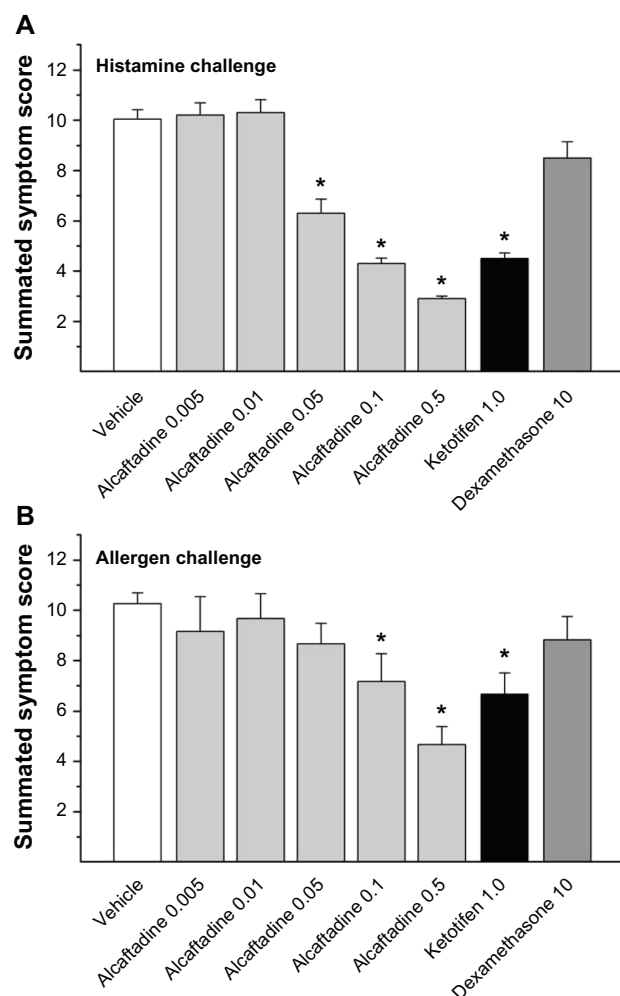 A
Summated symptom score
Histamine challenge
12
10
8
6
4
2
*
*
*
*
Vehicle
Alcaftadine 0.005
Alcaftadine 0.01
Alcaftadine 0.05
Alcaftadine 0.1
Alcaftadine 0.5
Ketotifen 1.0
Dexamethasone 10
B
Summated symptom score
Allergen challenge
12
10
8
6
4
2
*
*
*
Vehicle
Alcaftadine 0.005
Alcaftadine 0.01
Alcaftadine 0.05
Alcaftadine 0.1
Alcaftadine 0.5
Ketotifen 1.0
Dexamethasone 10